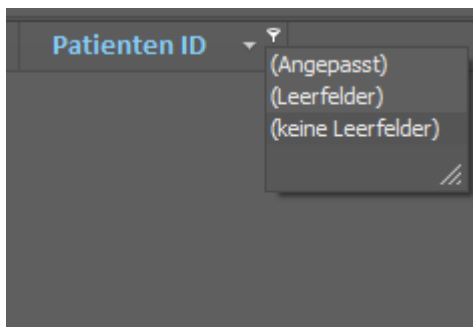 Patienten ID
(Angepasst)
(Leerfelder)
(keine Leerfelder)